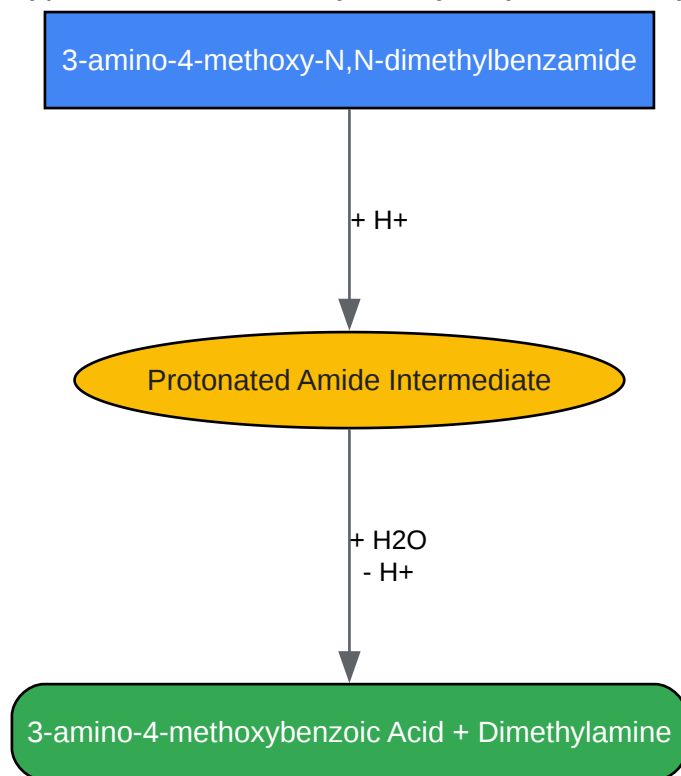 3-amino-4-methoxy-N,N-dimethylbenzamide
+ H+
Protonated Amide Intermediate
+ H2O
- H+
3-amino-4-methoxybenzoic Acid + Dimethylamine